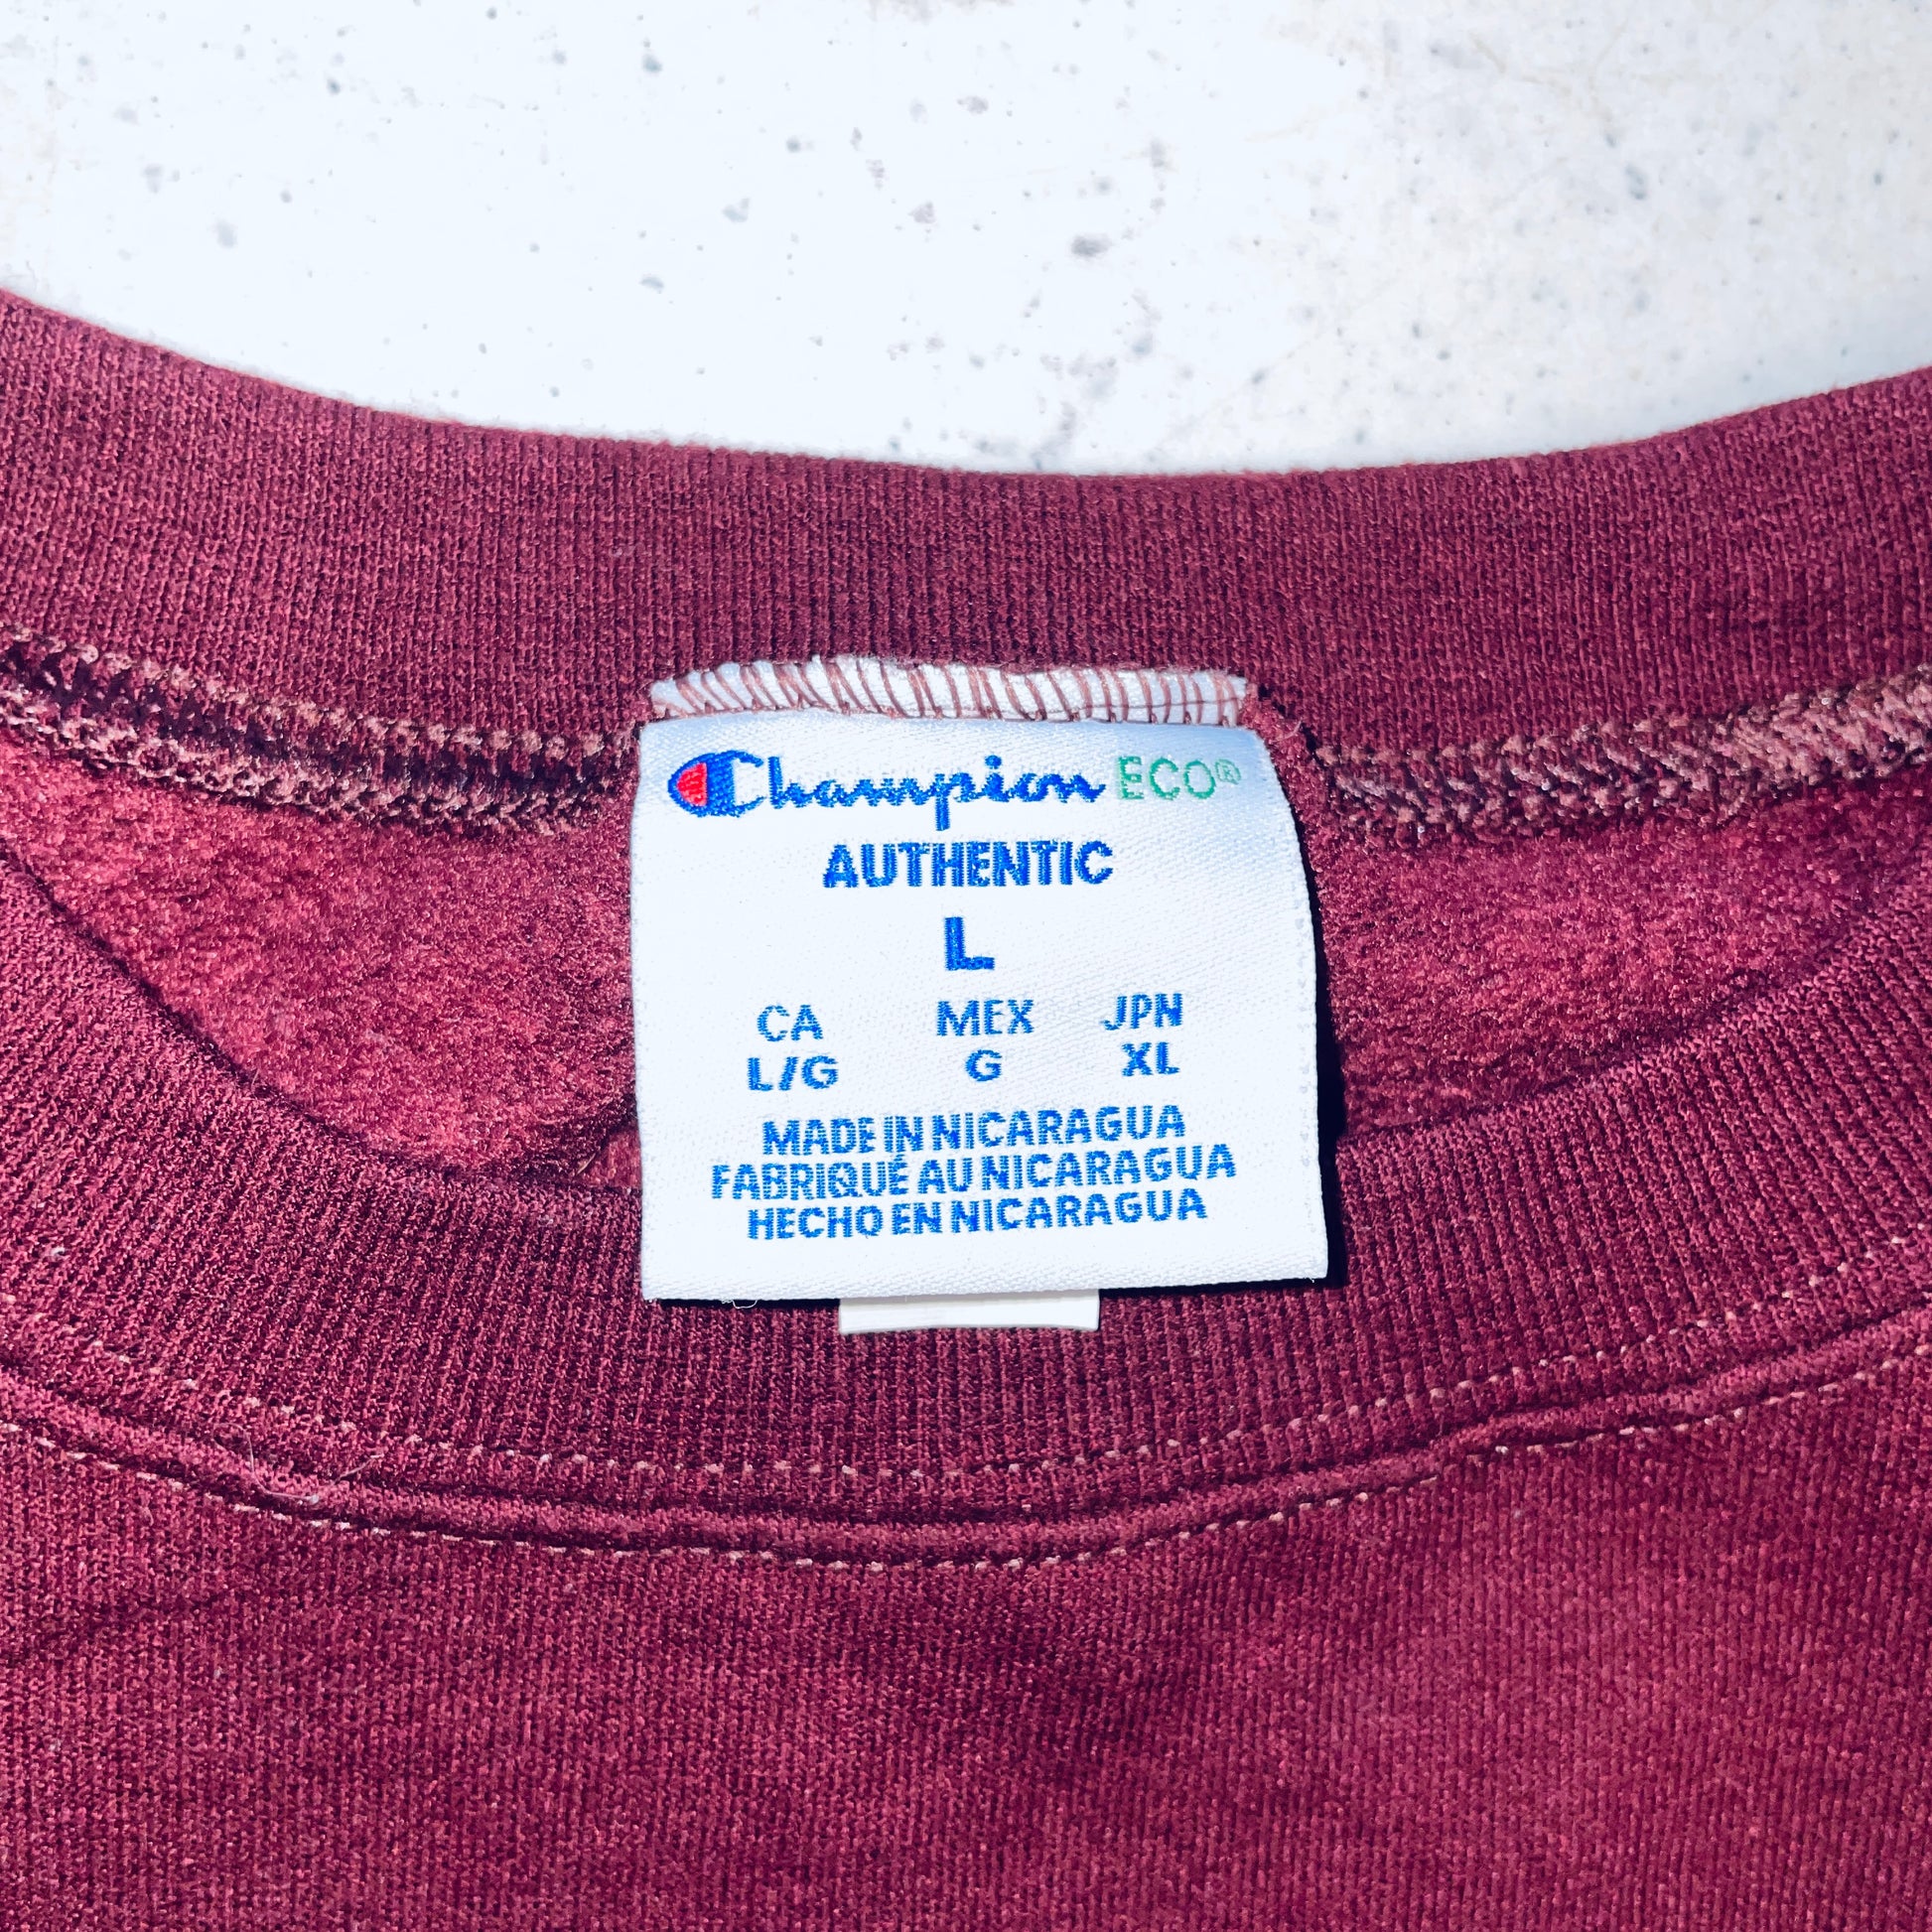 Champion ECO®
AUTHENTIC
L
CA MEX JPN
L/G G XL
MADE IN NICARAGUA
FABRIQUÉ AU NICARAGUA
HECHO EN NICARAGUA